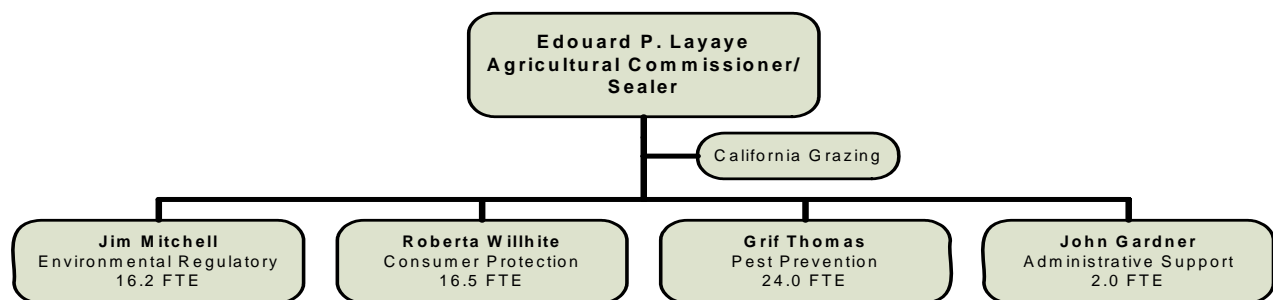 Edouard P. Layaye
Agricultural Commissioner/
Sealer
California Grazing
Jim Mitchell
Environmental Regulatory
16.2 FTE
Roberta Willhite
Consumer Protection
16.5 FTE
Grif Thomas
Pest Prevention
24.0 FTE
John Gardner
Administrative Support
2.0 FTE